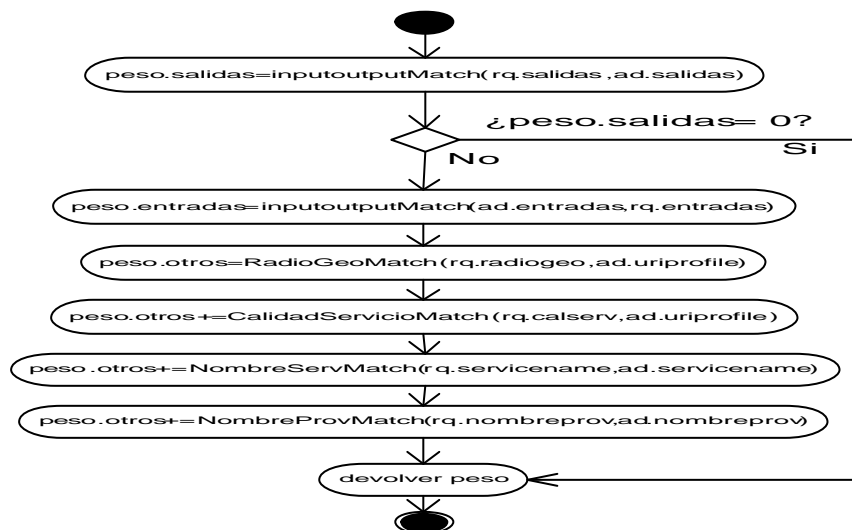 peso.salidas=inputoutputMatch(rq.salidas,ad.salidas)
¿peso.salidas= 0?
Si
No
peso.entradas=inputoutputMatch(ad.entradas,rq.entradas)
peso.otros=RadioGeoMatch(rq.radiogeo,ad.uriprofile)
peso.otros+=CalidadServicioMatch(rq.calserv,ad.uriprofile)
peso.otros+=NombreServMatch(rq.servicename,ad.servicename)
peso.otros+=NombreProvMatch(rq.nombreprov,ad.nombreprov)
devolver peso